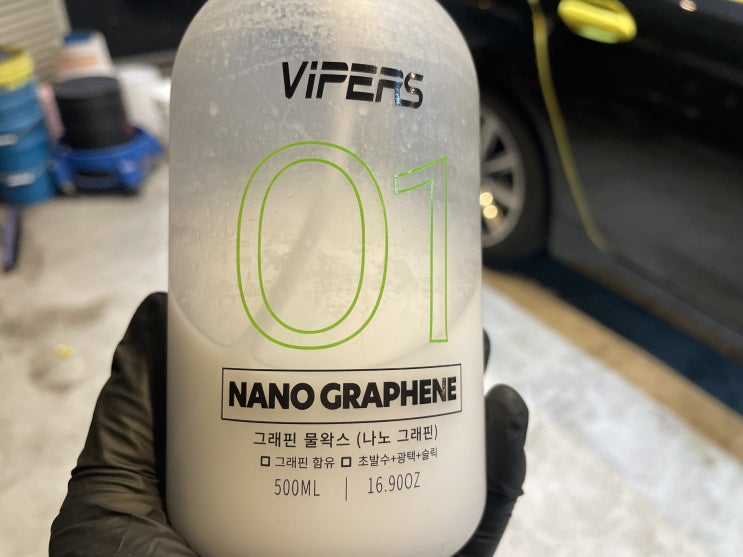 ViPERS
01
NANO GRAPHENE
그래핀 물왁스 (나노 그래핀)
□ 그래핀 함유 □ 초발수+광택+슬릭
500ML | 16.90OZ